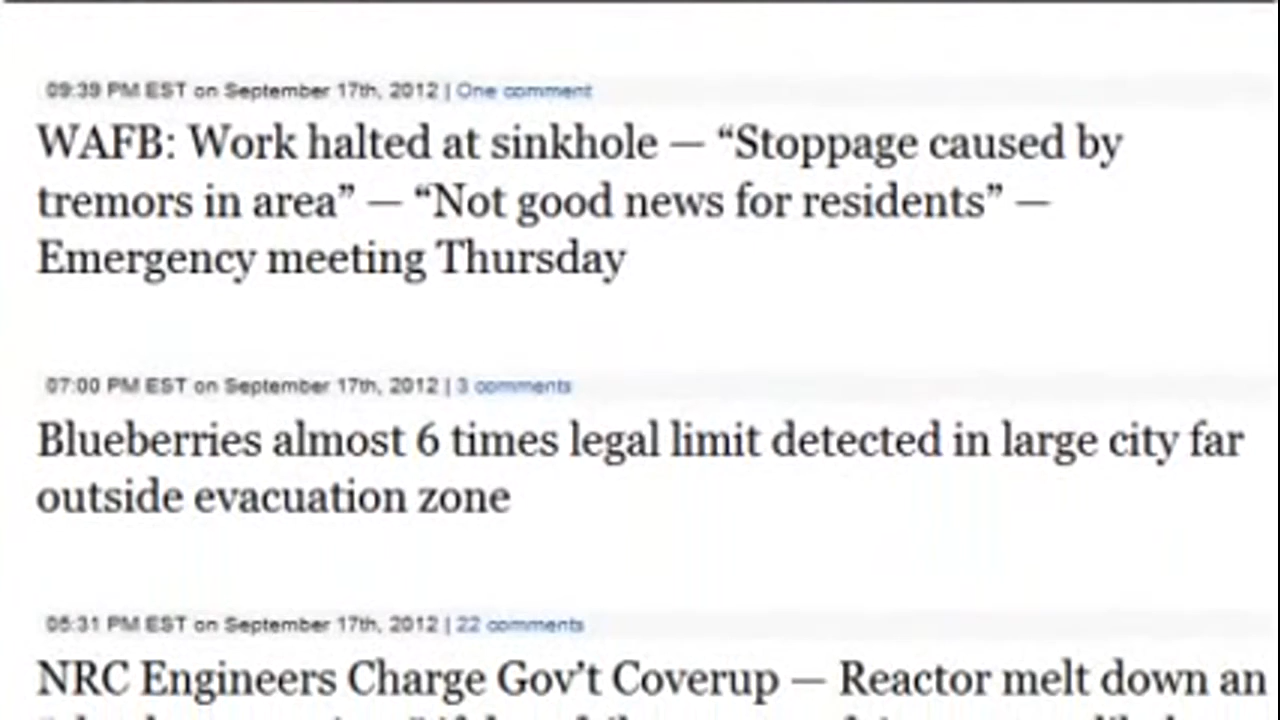 09:39 PM EST on September 17th, 2012 | One comment
WAFB: Work halted at sinkhole — “Stoppage caused by
tremors in area” — “Not good news for residents” —
Emergency meeting Thursday
07:00 PM EST on September 17th, 2012 | 3 comments
Blueberries almost 6 times legal limit detected in large city far
outside evacuation zone
05:31 PM EST on September 17th, 2012 | 22 comments
NRC Engineers Charge Gov’t Coverup — Reactor melt down an